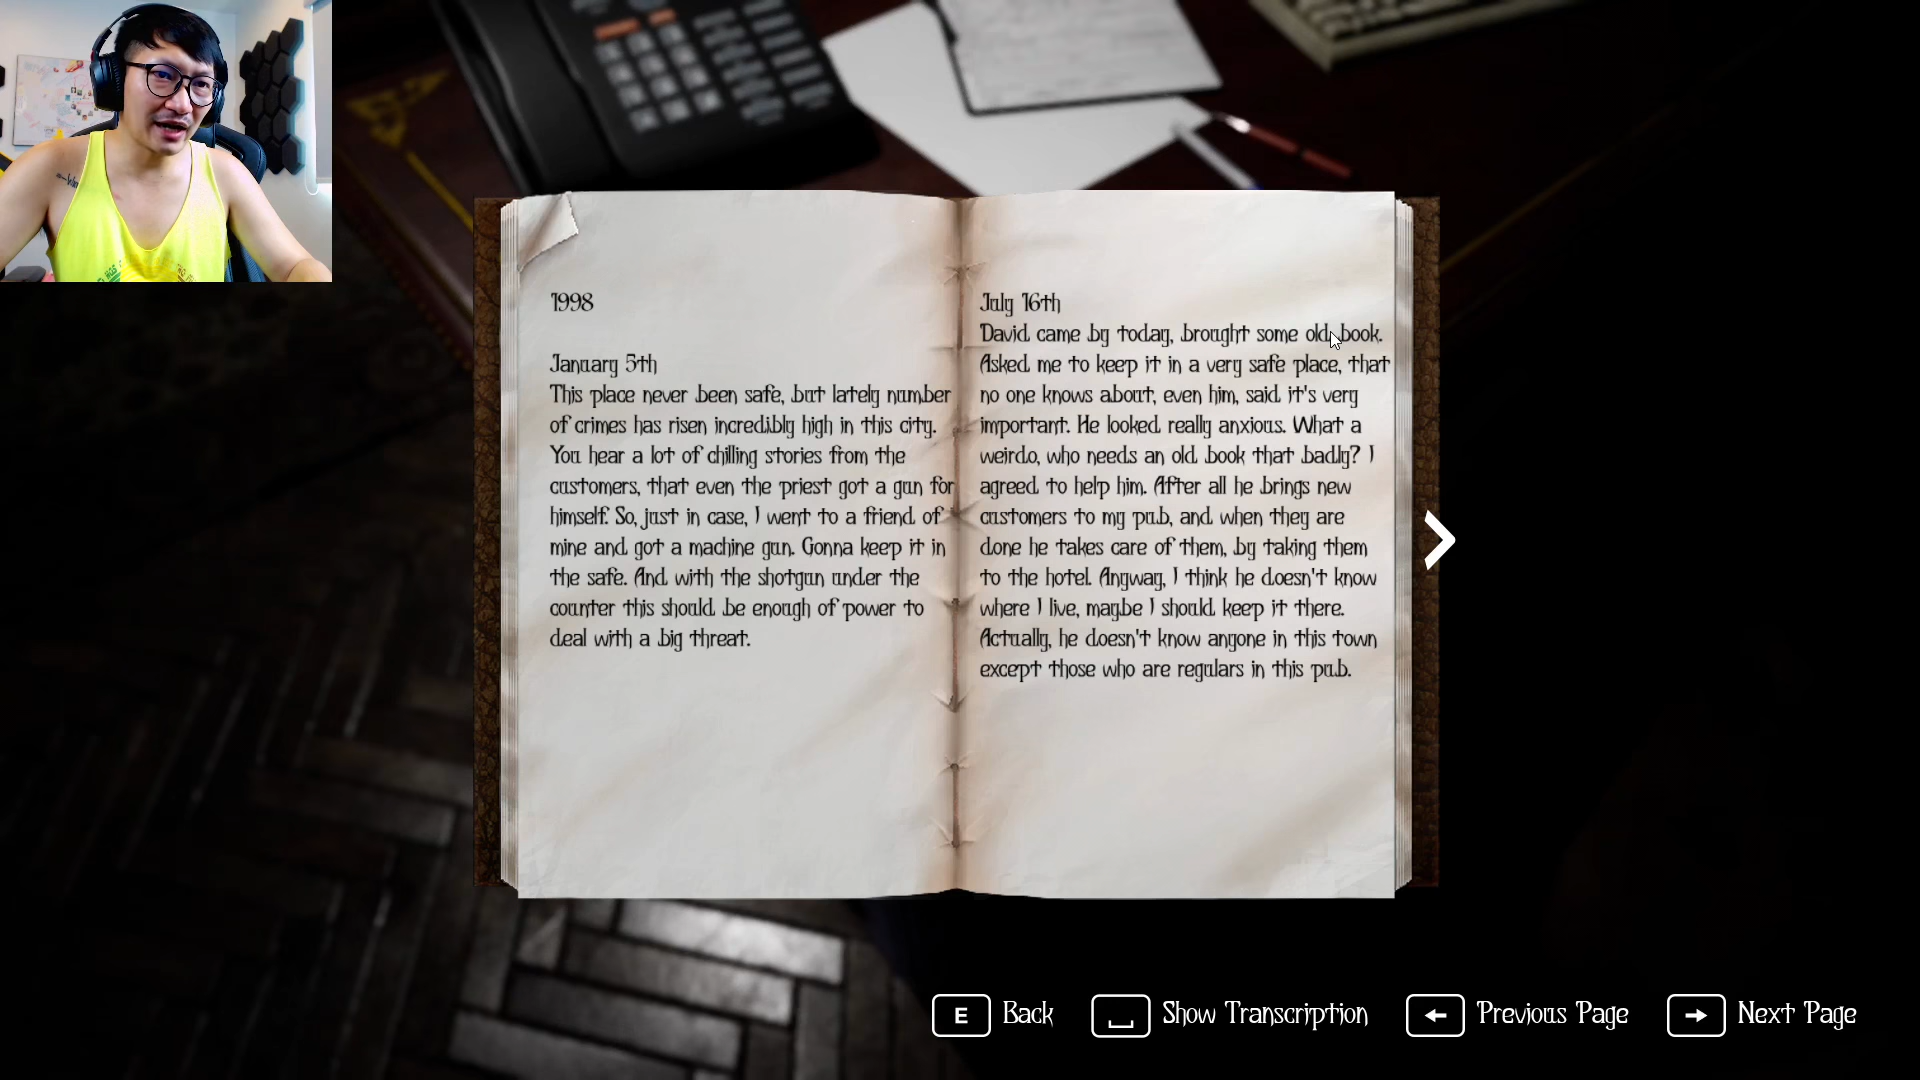 1998
January 5th
This place never been safe, but lately number
of crimes has risen incredibly high in this city.
You hear a lot of chilling stories from the
customers, that even the priest got a gun for
himself. So, just in case, I went to a friend of
mine and got a machine gun. Gonna keep it in
the safe. And with the shotgun under the
counter this should be enough of power to
deal with a big threat.
July 16th
David came by today, brought some old book.
Asked me to keep it in a very safe place, that
no one knows about, even him, said it's very
important. He looked really anxious. What a
weirdo, who needs an old book that badly? I
agreed to help him. After all he brings new
customers to my pub, and when they are
done he takes care of them, by taking them
to the hotel. Anyway, I think he doesn't know
where I live, maybe I should keep it there.
Actually, he doesn't know anyone in this town
except those who are regulars in this pub.
E Back
Show Transcription
Previous Page
Next Page